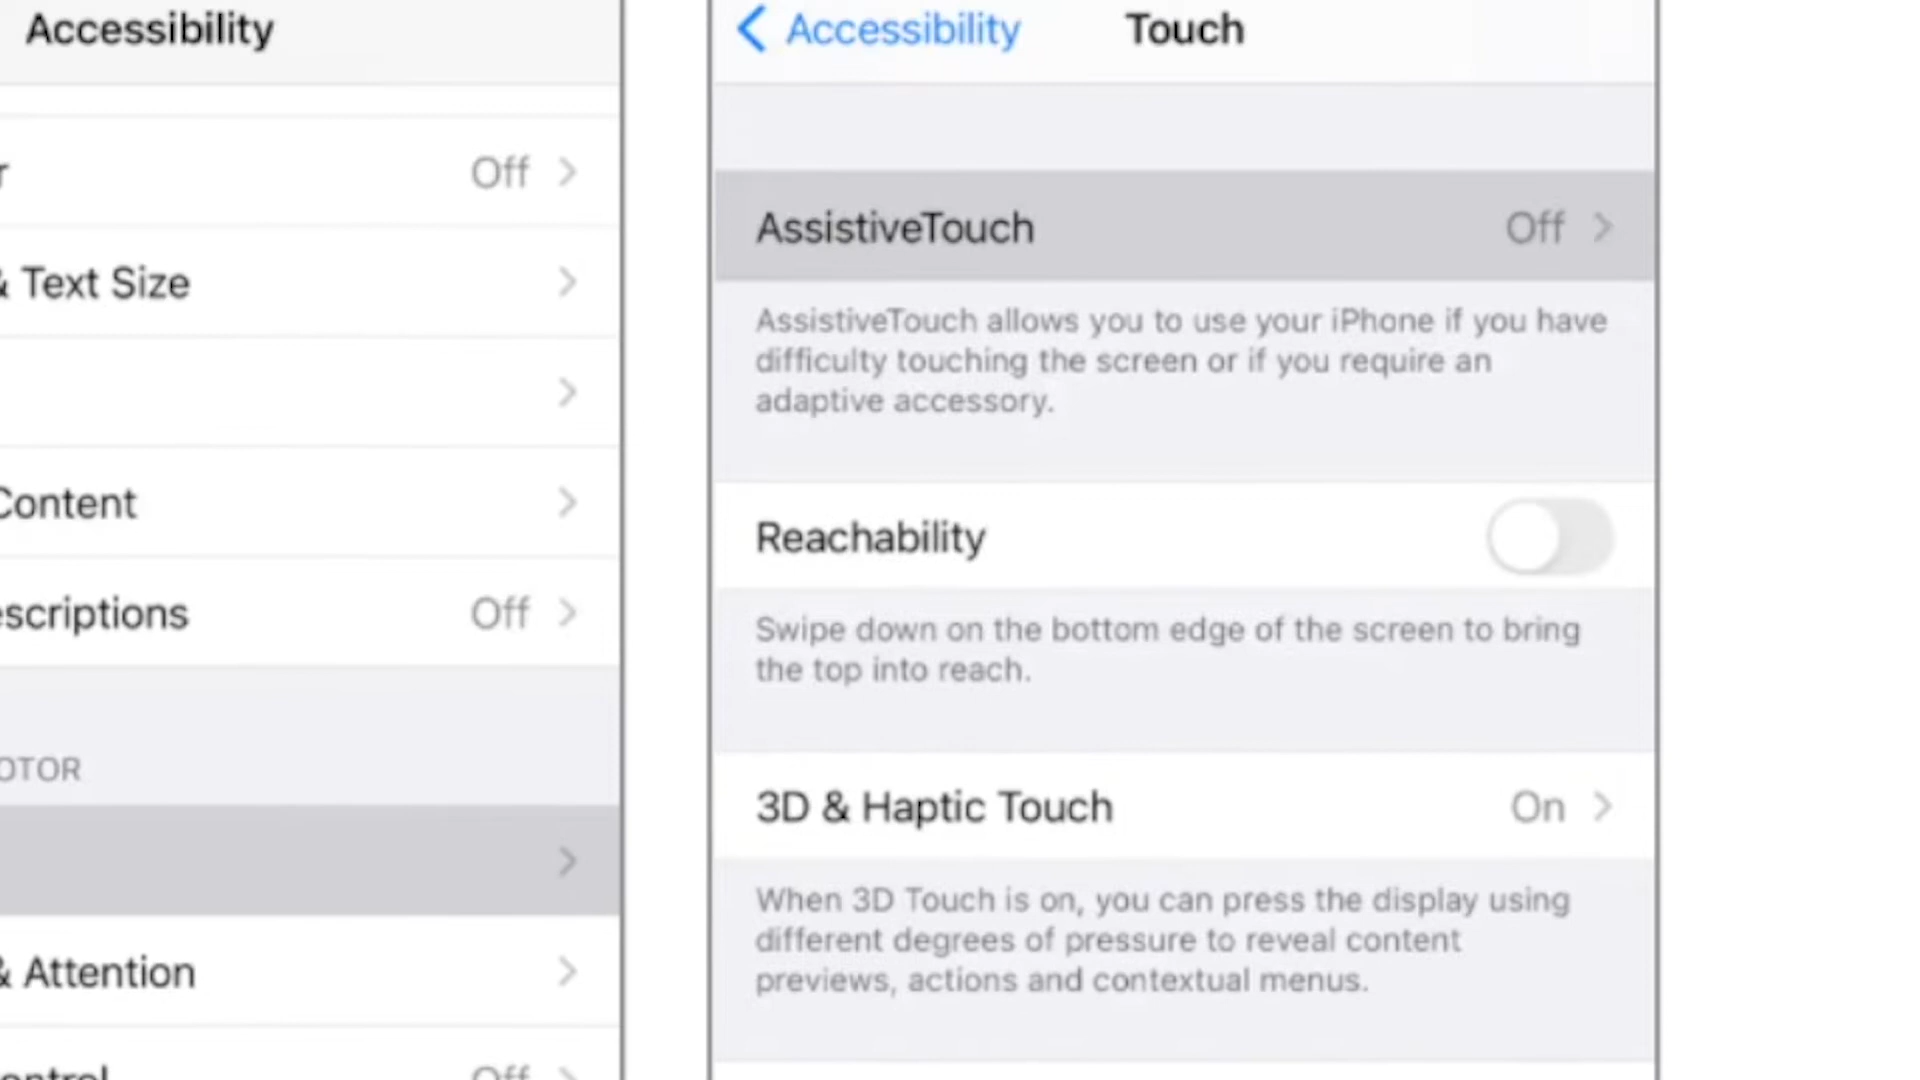 Accessibility
Off
& Text Size
Content
escriptions
Off
OTOR
& Attention
ontrol
Off
Accessibility
Touch
AssistiveTouch
Off
AssistiveTouch allows you to use your iPhone if you have
difficulty touching the screen or if you require an
adaptive accessory.
Reachability
Swipe down on the bottom edge of the screen to bring
the top into reach.
3D & Haptic Touch
On
When 3D Touch is on, you can press the display using
different degrees of pressure to reveal content
previews, actions and contextual menus.